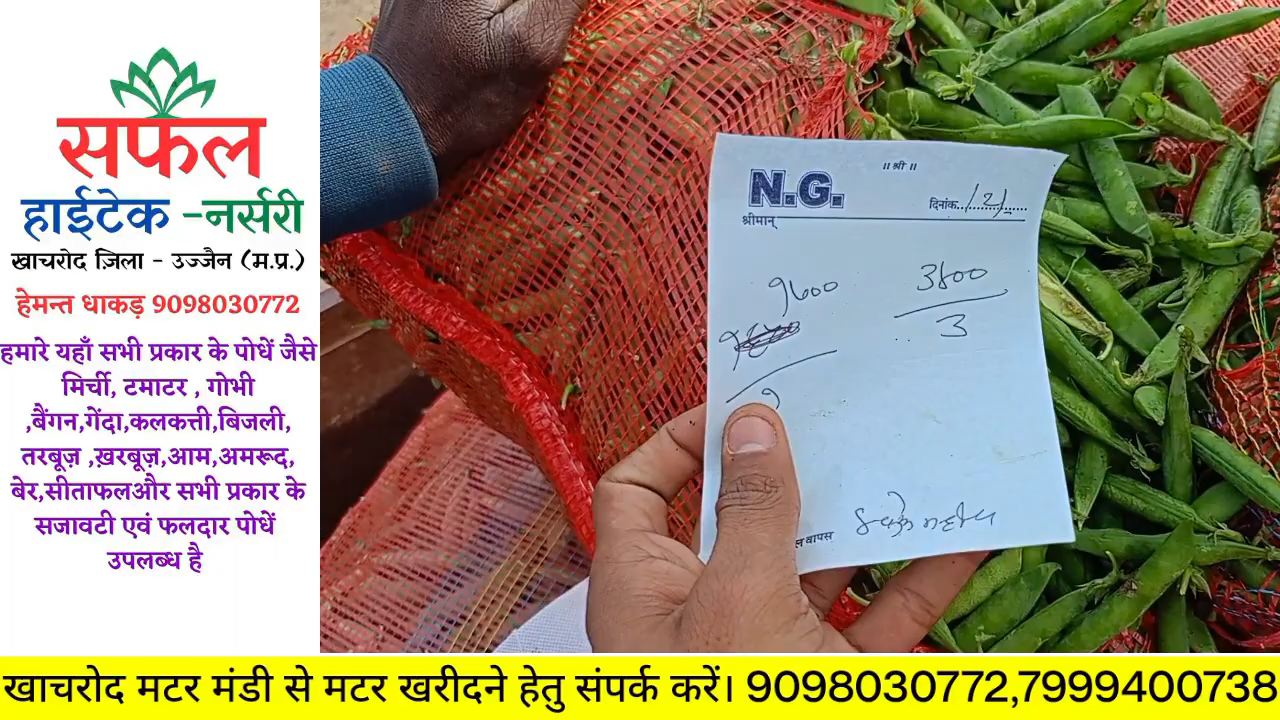 सफल
हाईटेक -नर्सरी
खाचरोद ज़िला - उज्जैन (म.प्र.)
हेमन्त धाकड़ 9098030772
हमारे यहाँ सभी प्रकार के पोधें जैसे
मिर्ची, टमाटर , गोभी
,बैंगन,गेंदा,कलकत्ती,बिजली,
तरबूज़ ,ख़रबूज़,आम,अमरूद,
बेर,सीताफलऔर सभी प्रकार के
सजावटी एवं फलदार पोधें
उपलब्ध है
॥ श्री ॥
N.G.
दिनांक
श्रीमान्
3800
3
वापस
खाचरोद मटर मंडी से मटर खरीदने हेतु संपर्क करें। 9098030772,7999400738